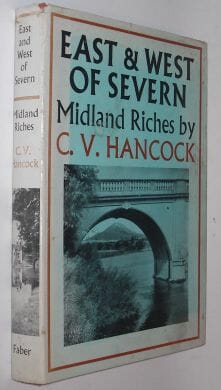 East
and
West
of
Severn
Midland
Riches
C. V.
Hancock
Faber
EAST & WEST
OF SEVERN
Midland Riches by
C. V. HANCOCK